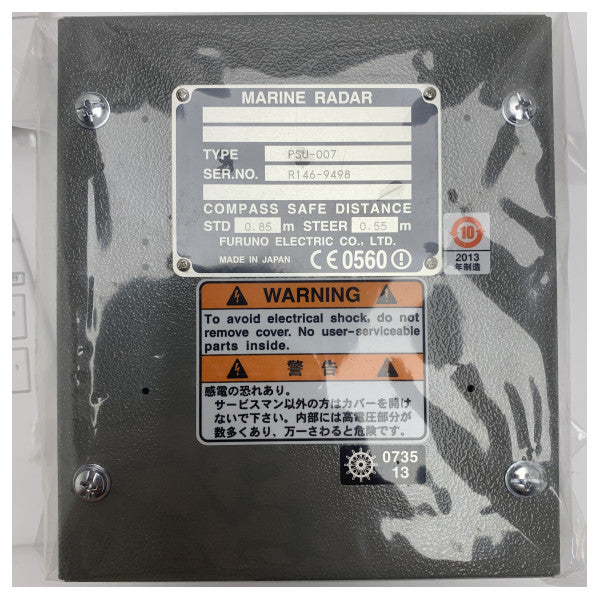 MARINE RADAR
TYPE PSU-007
SER.NO. R146-9498
COMPASS SAFE DISTANCE
STD 0.85 m STEER 0.55 m
FURUNO ELECTRIC CO., LTD.
MADE IN JAPAN CE0560!
10
2013
年制造
WARNING
To avoid electrical shock, do not
remove cover. No user-serviceable
parts inside.
警告
感電の恐れあり。
サービスマン以外の方はカバーを開け
ないで下さい。内部には高電圧部分が
数多くあり、万一さわると危険です。
0735
13